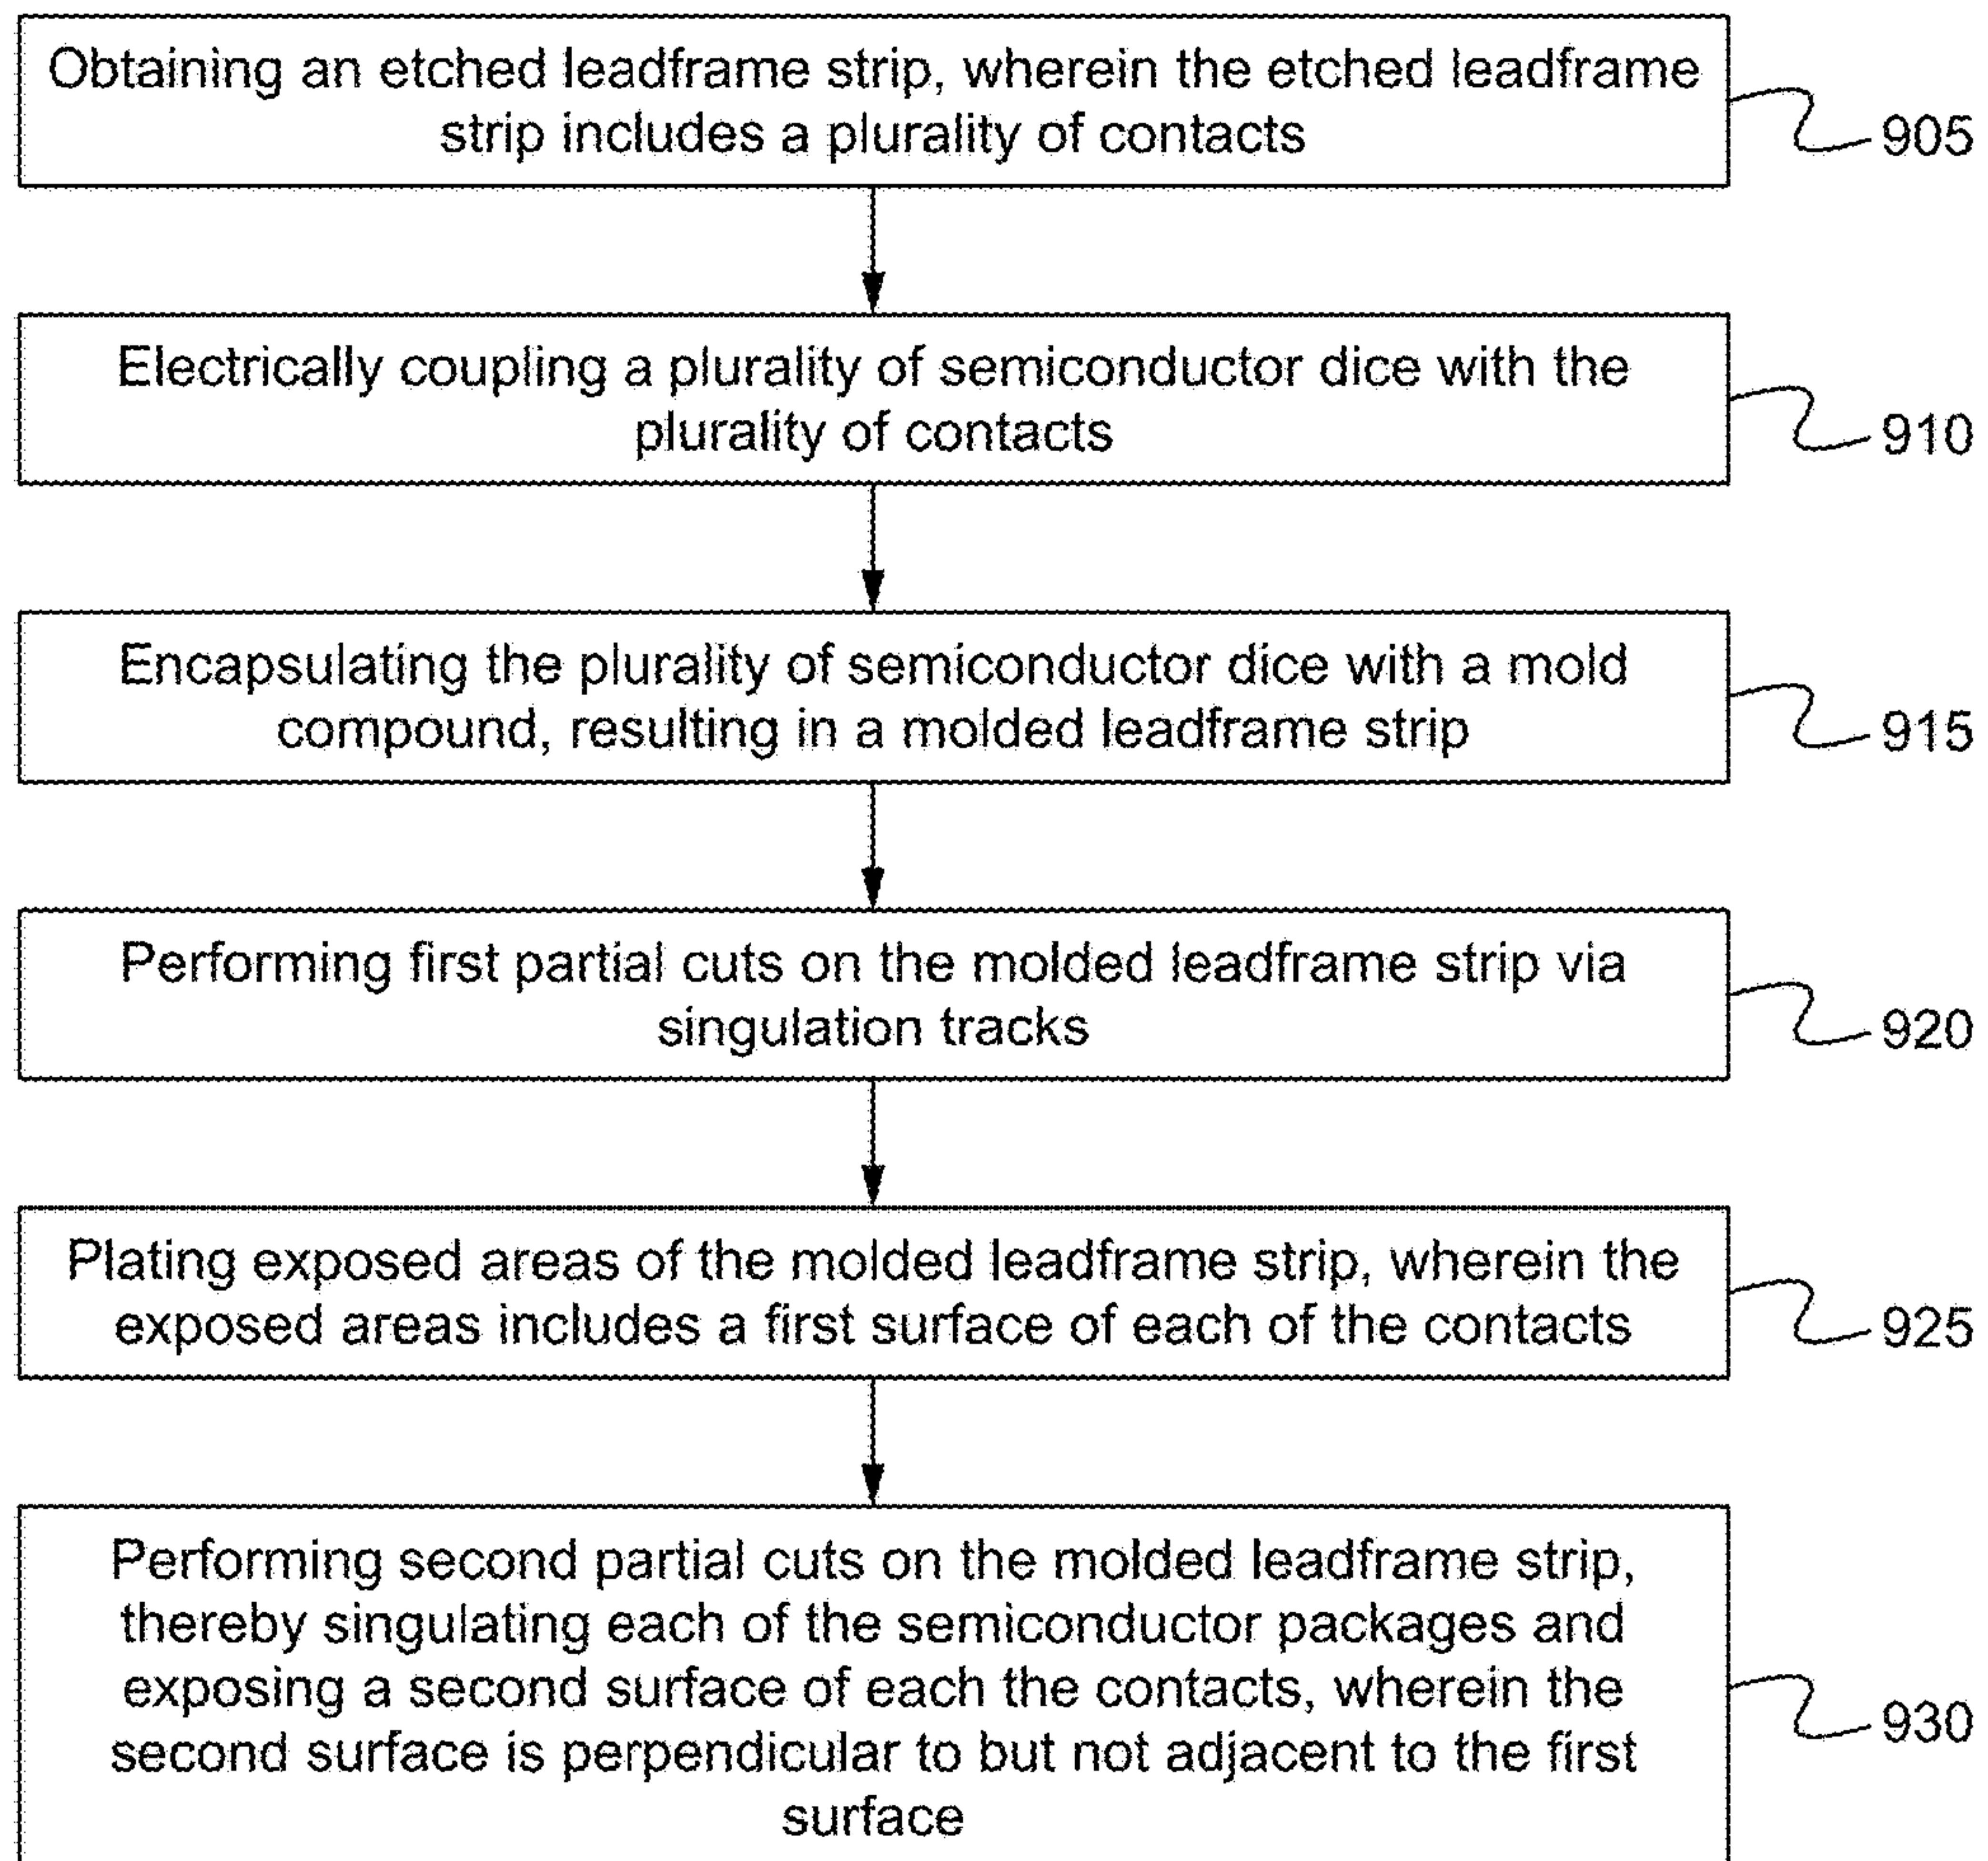 Obtaining an etched leadframe strip, wherein the etched leadframe
strip includes a plurality of contacts
905
Electrically coupling a plurality of semiconductor dice with the
plurality of contacts
910
Encapsulating the plurality of semiconductor dice with a mold
compound, resulting in a molded leadframe strip
915
Performing first partial cuts on the molded leadframe strip via
singulation tracks
920
Plating exposed areas of the molded leadframe strip, wherein the
exposed areas includes a first surface of each of the contacts
925
Performing second partial cuts on the molded leadframe strip,
thereby singulating each of the semiconductor packages and
exposing a second surface of each the contacts, wherein the
second surface is perpendicular to but not adjacent to the first
surface
930